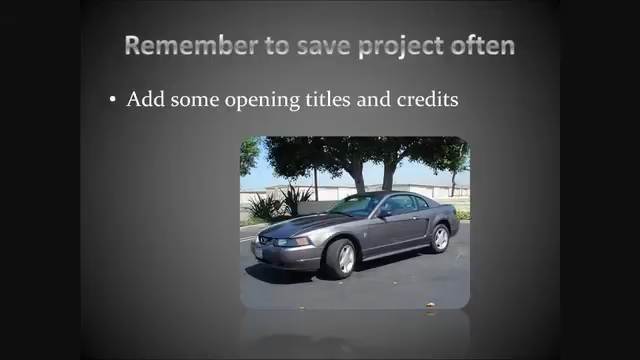 Remember to save project often
• Add some opening titles and credits